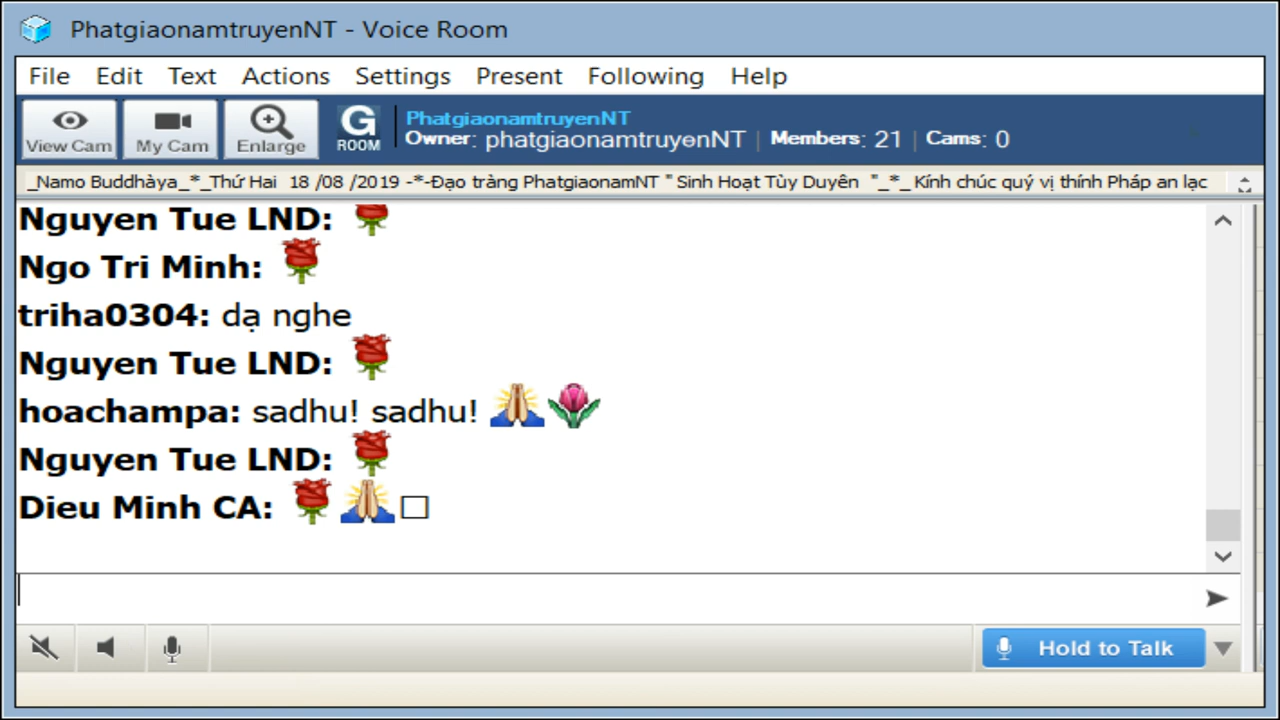 PhatgiaonamtruyenNT - Voice Room
File Edit Text Actions Settings Present Following Help
View Cam My Cam Enlarge G ROOM
PhatgiaonamtruyenNT
Owner: phatgiaonamtruyenNT | Members: 21 | Cams: 0
_Namo Buddhàya_*_Thứ Hai 18 /08 /2019 -*-Đạo tràng PhatgiaonamNT " Sinh Hoạt Tùy Duyên "_*_ Kính chúc quý vị thính Pháp an lạc
Nguyen Tue LND: 🌹
Ngo Tri Minh: 🌹
triha0304: dạ nghe
Nguyen Tue LND: 🌹
hoachampa: sadhu! sadhu! 🙏🌷
Nguyen Tue LND: 🌹
Dieu Minh CA: 🌹🙏□
Hold to Talk